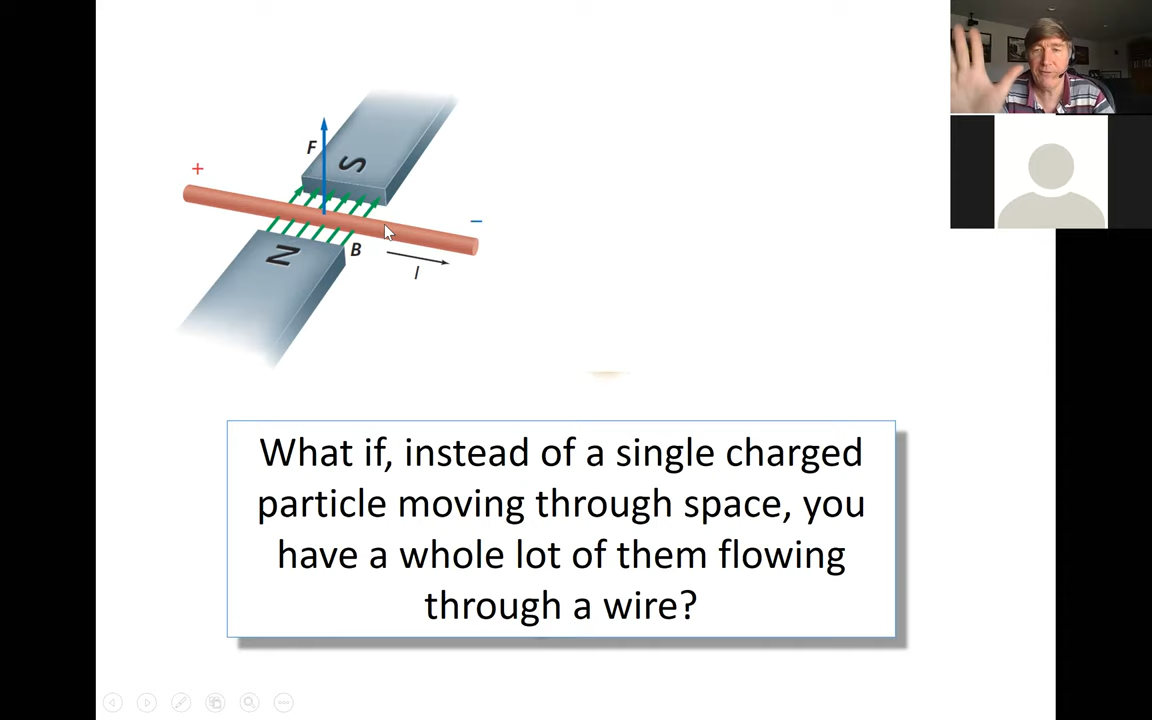 +
F
S
−
N
B
I
What if, instead of a single charged
particle moving through space, you
have a whole lot of them flowing
through a wire?